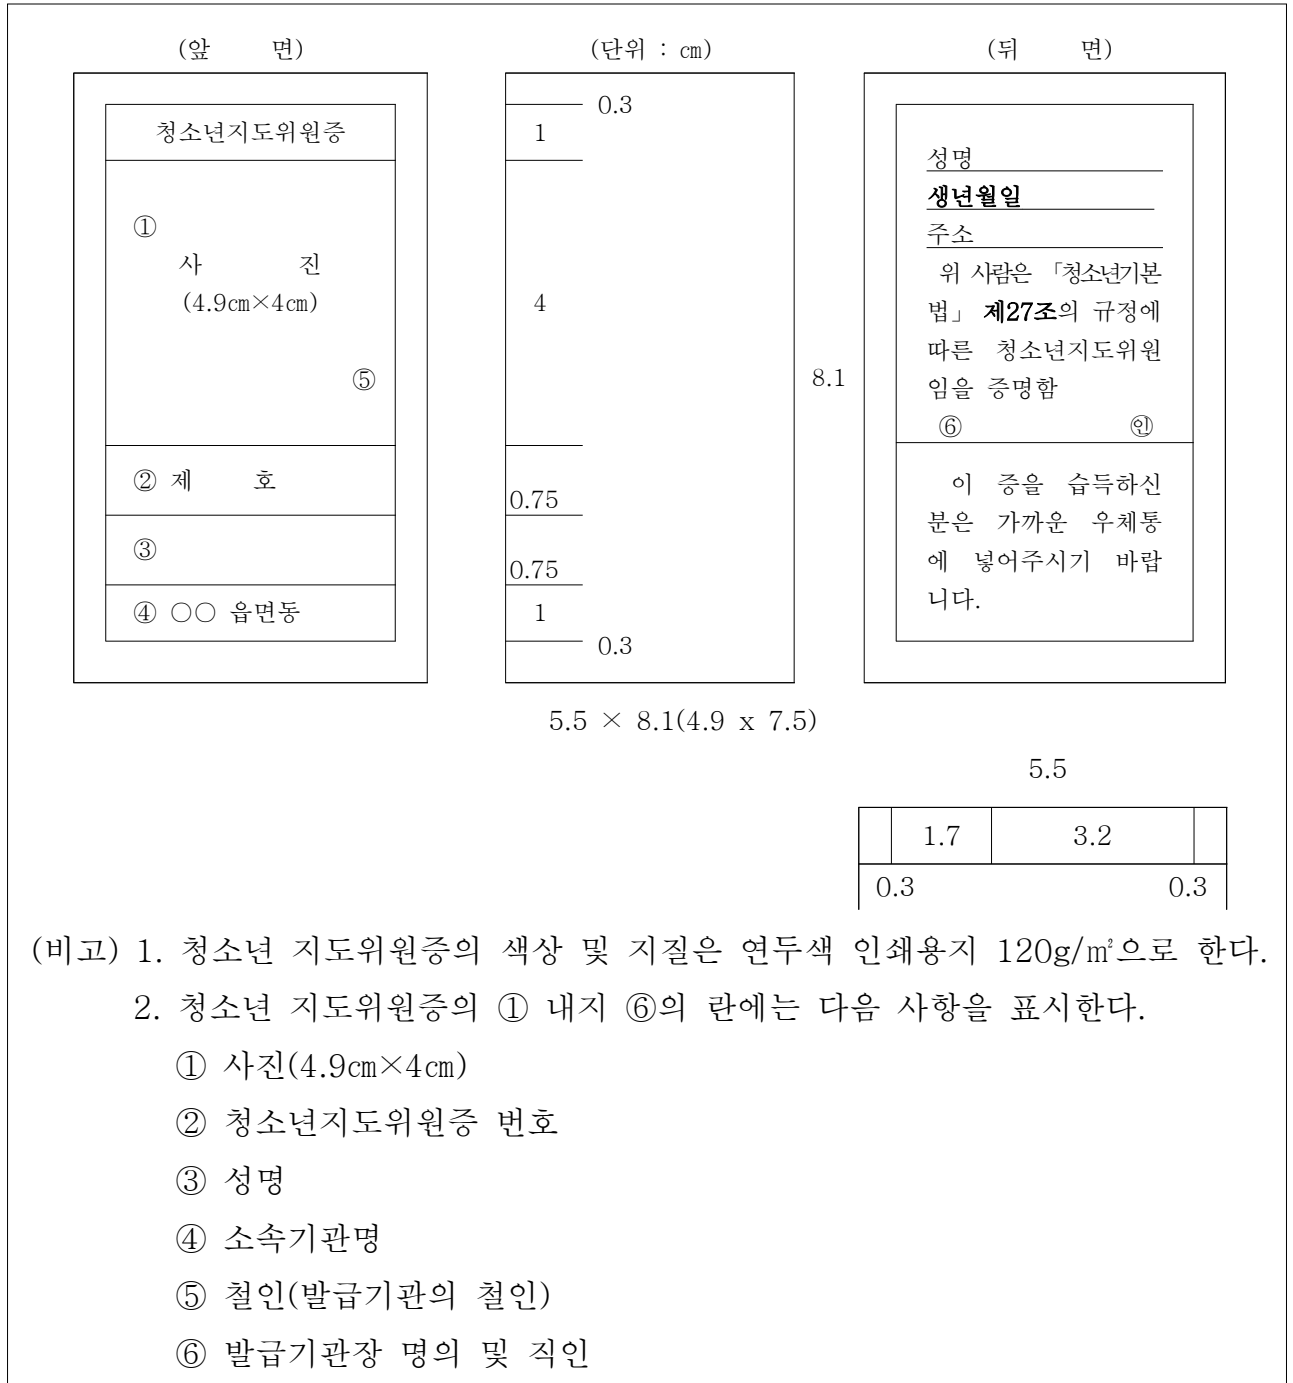 (앞 면)
청소년지도위원증
①
사 진
(4.9㎝×4㎝)
⑤
② 제 호
③
④ ○○ 읍면동
(단위 : ㎝)
0.3
1
4
8.1
0.75
0.75
1
0.3
(뒤 면)
성명
생년월일
주소
위 사람은 「청소년기본
법」 제27조의 규정에
따른 청소년지도위원
임을 증명함
⑥ ㉑
이 증을 습득하신
분은 가까운 우체통
에 넣어주시기 바랍
니다.
5.5 × 8.1(4.9 x 7.5)
5.5
1.7 3.2
0.3 0.3
(비고) 1. 청소년 지도위원증의 색상 및 지질은 연두색 인쇄용지 120g/㎡으로 한다.
2. 청소년 지도위원증의 ① 내지 ⑥의 란에는 다음 사항을 표시한다.
① 사진(4.9㎝×4㎝)
② 청소년지도위원증 번호
③ 성명
④ 소속기관명
⑤ 철인(발급기관의 철인)
⑥ 발급기관장 명의 및 직인